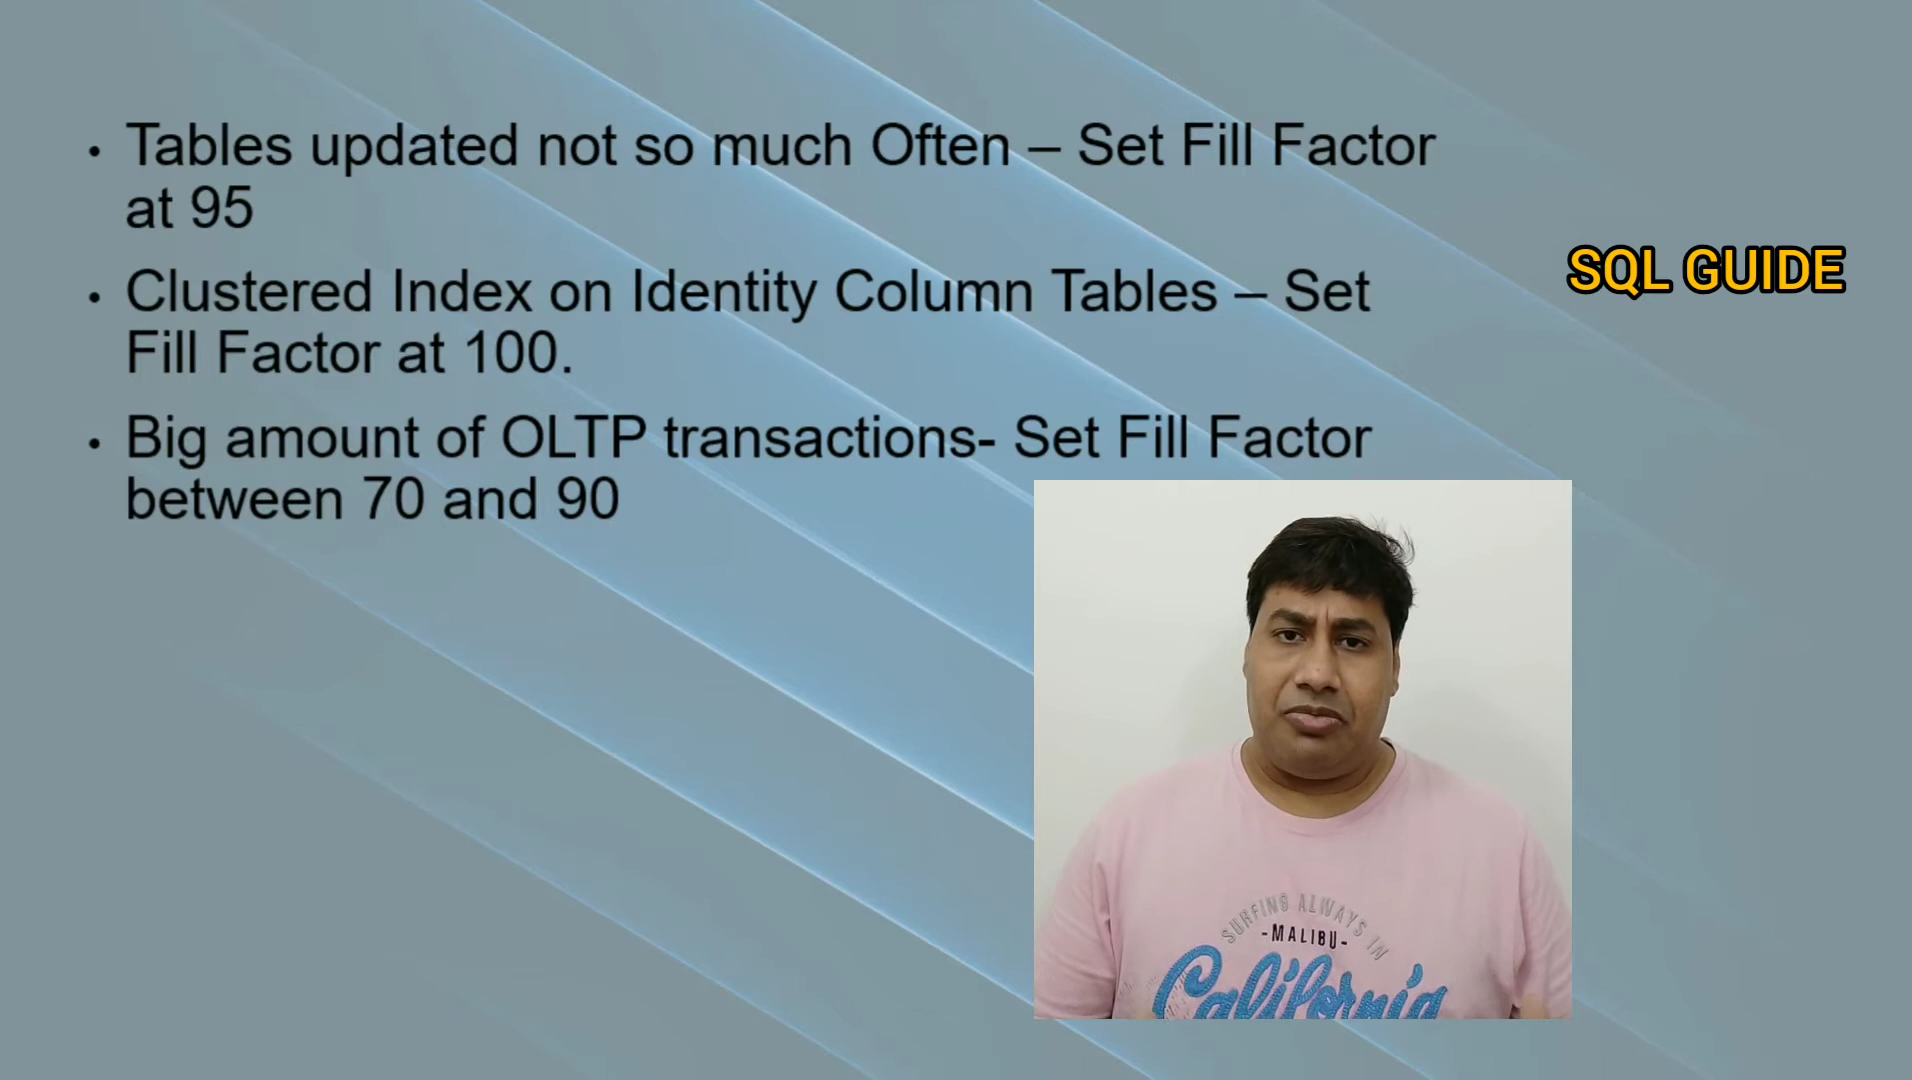 • Tables updated not so much Often – Set Fill Factor
at 95
• Clustered Index on Identity Column Tables – Set
Fill Factor at 100.
• Big amount of OLTP transactions- Set Fill Factor
between 70 and 90
SQL GUIDE
SURFING ALWAYS IN
-MALIBU-
California